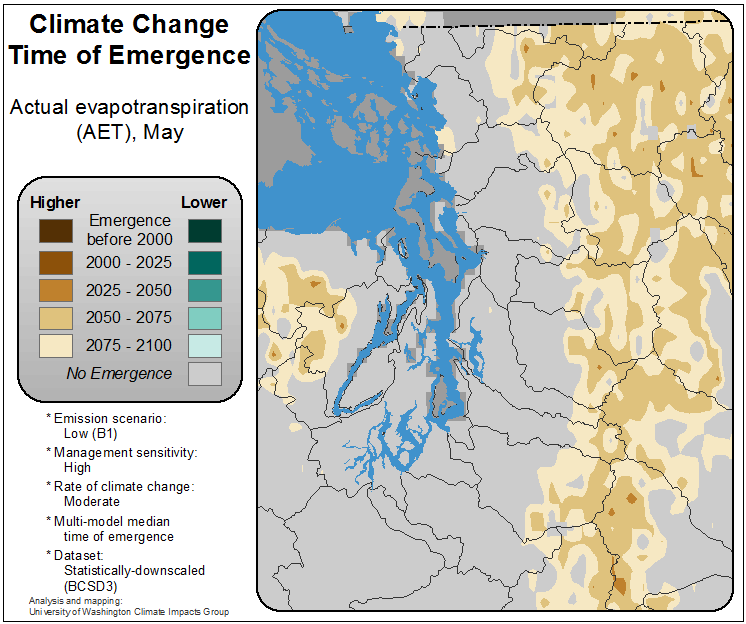 Climate Change
Time of Emergence
Actual evapotranspiration
(AET), May
Higher Lower
Emergence
before 2000
2000 - 2025
2025 - 2050
2050 - 2075
2075 - 2100
No Emergence
* Emission scenario:
Low (B1)
* Management sensitivity:
High
* Rate of climate change:
Moderate
* Multi-model median
time of emergence
* Dataset:
Statistically-downscaled
(BCSD3)
Analysis and mapping:
University of Washington Climate Impacts Group